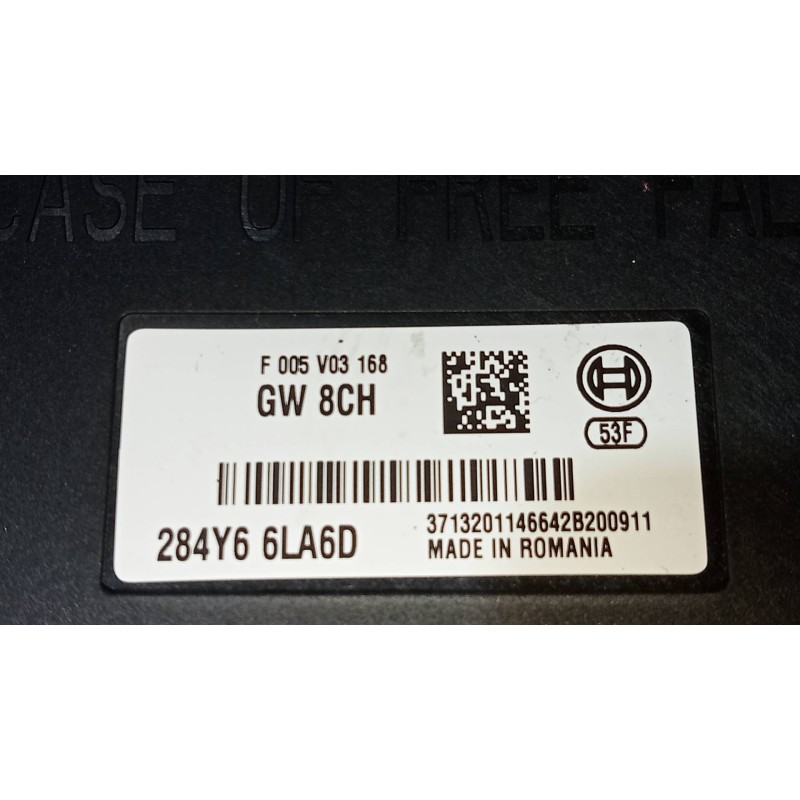 CASE OF FREE FAL
F 005 V03 168
GW 8CH
53F
284Y6 6LA6D
3713201146642B200911
MADE IN ROMANIA